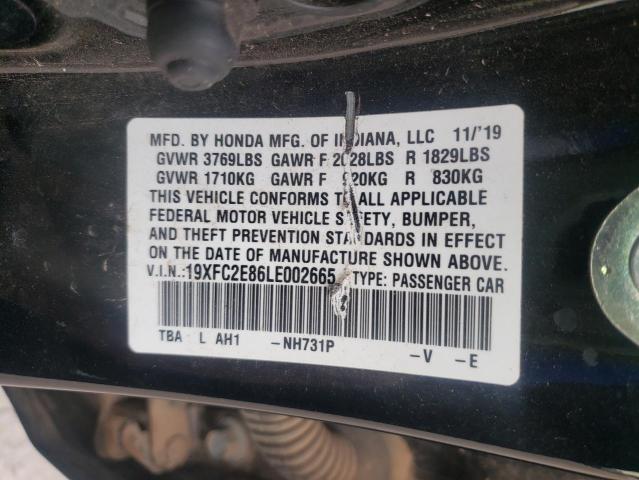 MFD. BY HONDA MFG. OF INDIANA, LLC 11/'19
GVWR 3769LBS GAWR F 2028LBS R 1829LBS
GVWR 1710KG GAWR F 920KG R 830KG
THIS VEHICLE CONFORMS TO ALL APPLICABLE
FEDERAL MOTOR VEHICLE SAFETY, BUMPER,
AND THEFT PREVENTION STANDARDS IN EFFECT
ON THE DATE OF MANUFACTURE SHOWN ABOVE.
V.I.N.:19XFC2E86LE002665 TYPE: PASSENGER CAR
TBA L AH1 -NH731P -V -E